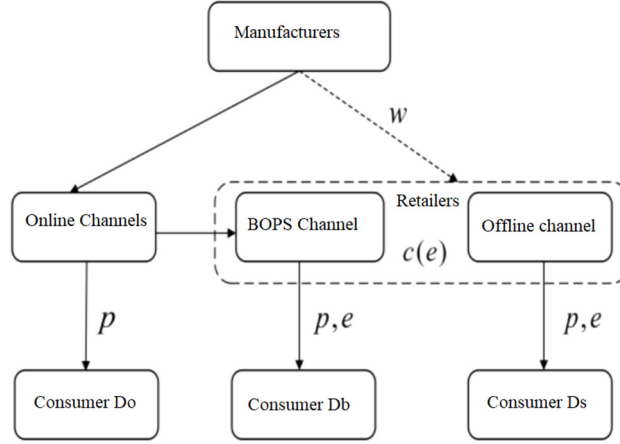 Manufacturers
w
Retailers
Online Channels
BOPS Channel
Offline channel
c(e)
p
p,e
p,e
Consumer Do
Consumer Db
Consumer Ds